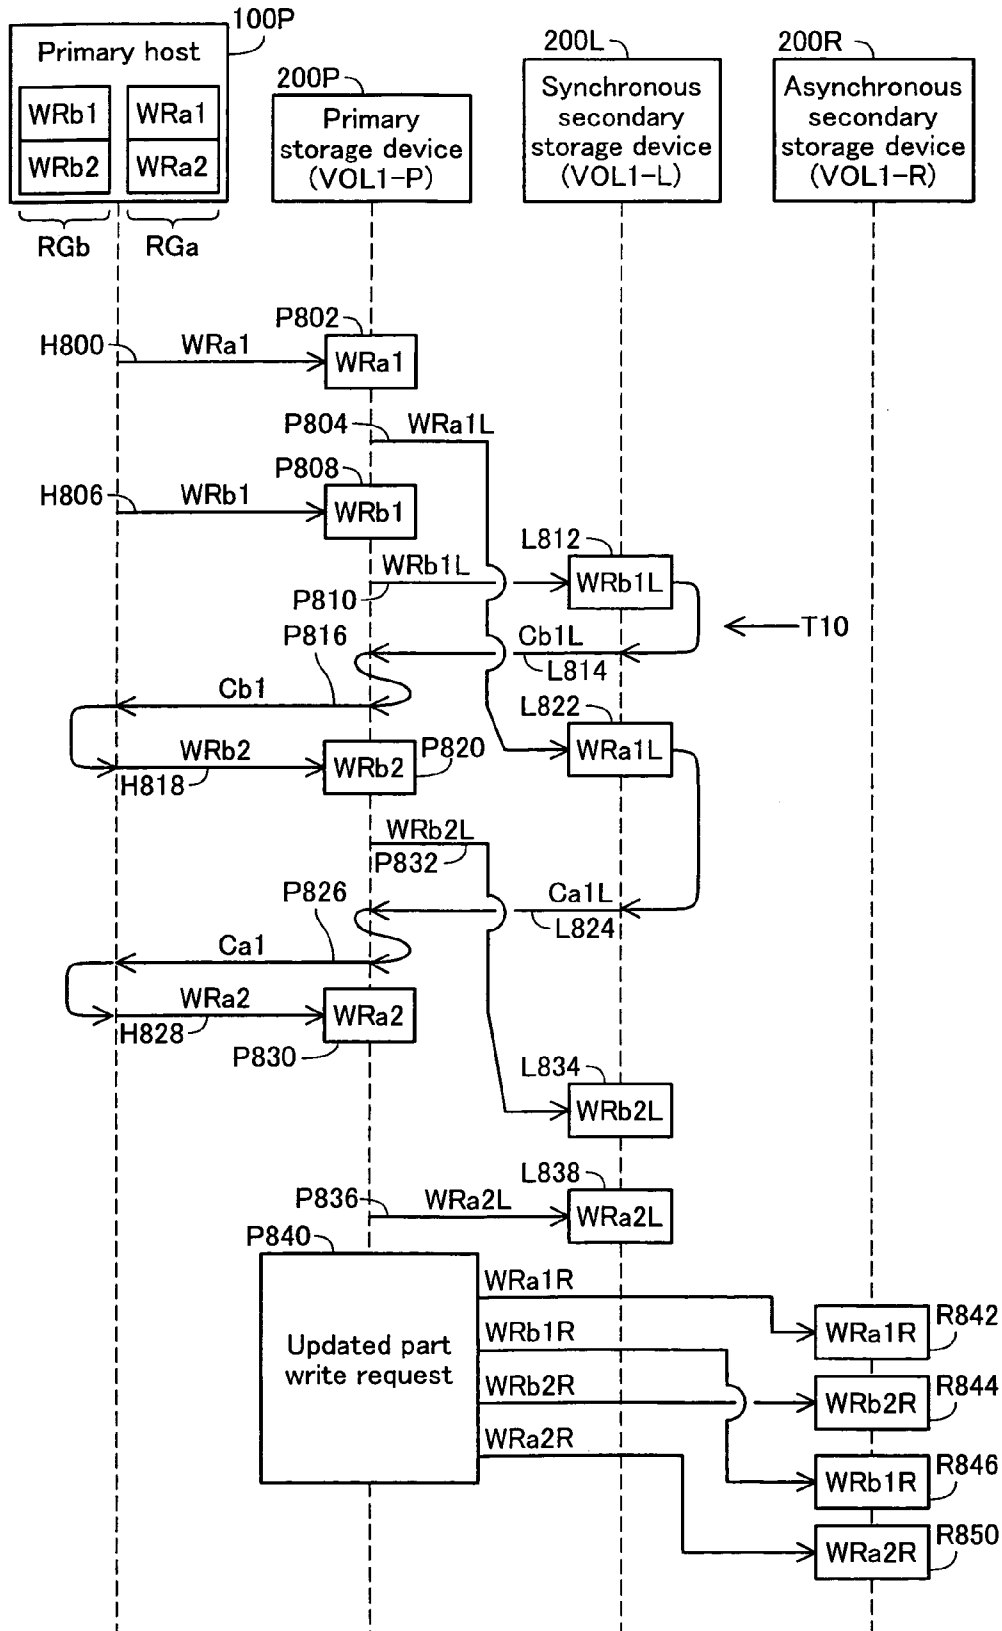 100P
Primary host
WRb1
WRa1
WRb2
WRa2
RGb
RGa
200P
Primary
storage device
(VOL1-P)
200L
Synchronous
secondary
storage device
(VOL1-L)
200R
Asynchronous
secondary
storage device
(VOL1-R)
P802
H800
WRa1
WRa1
P804
WRa1L
P808
H806
WRb1
WRb1
L812
WRb1L
P810
WRb1L
T10
P816
Cb1L
L814
Cb1
L822
WRb2
P820
WRa1L
H818
WRb2
WRb2L
P832
P826
Ca1L
L824
Ca1
WRa2
H828
WRa2
P830
L834
WRb2L
L838
P836
WRa2L
WRa2L
P840
Updated part
write request
WRa1R
WRa1R
R842
WRb1R
WRb2R
WRb2R
R844
WRa2R
WRb1R
R846
WRa2R
R850